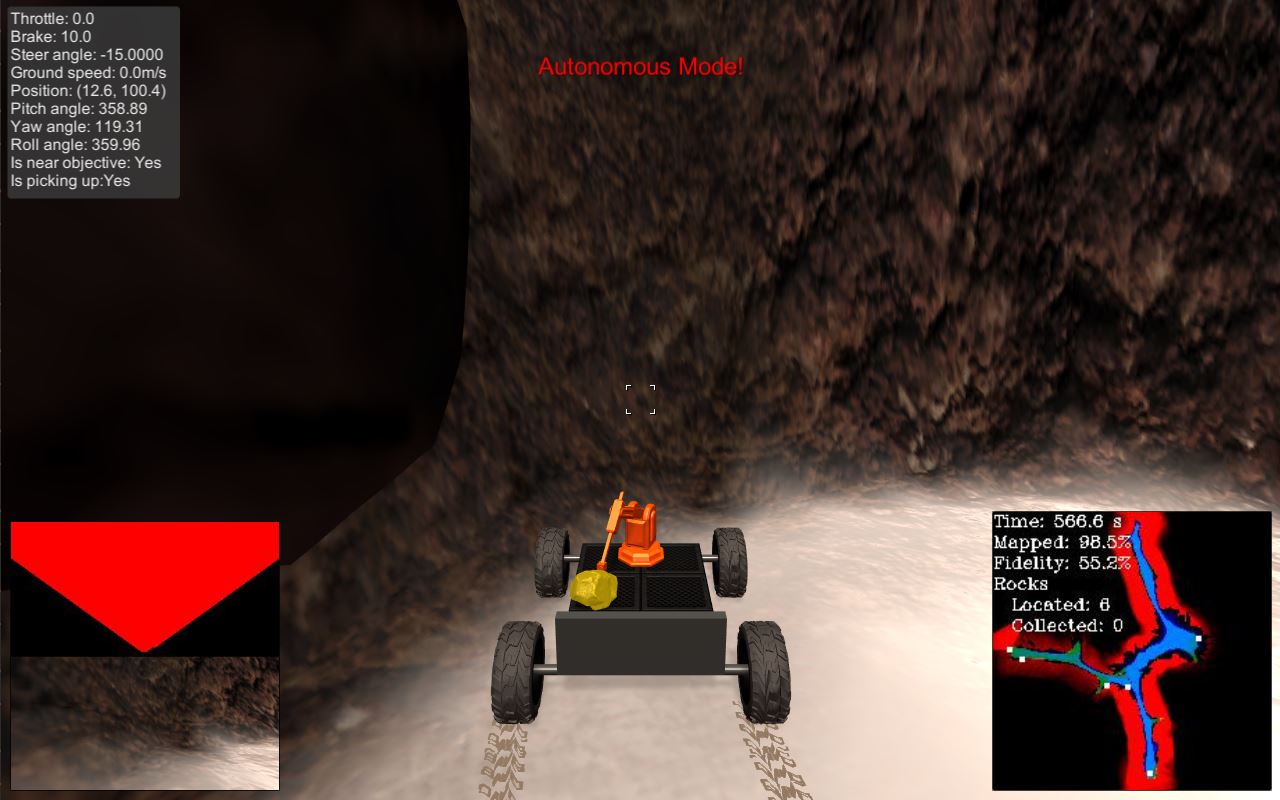 Throttle: 0.0
Brake: 10.0
Steer angle: -15.0000
Ground speed: 0.0m/s
Position: (12.6, 100.4)
Pitch angle: 358.89
Yaw angle: 119.31
Roll angle: 359.96
Is near objective: Yes
Is picking up:Yes
Autonomous Mode!
Time: 566.6 s
Mapped: 98.5%
Fidelity: 55.2%
Rocks
Located: 6
Collected: 0